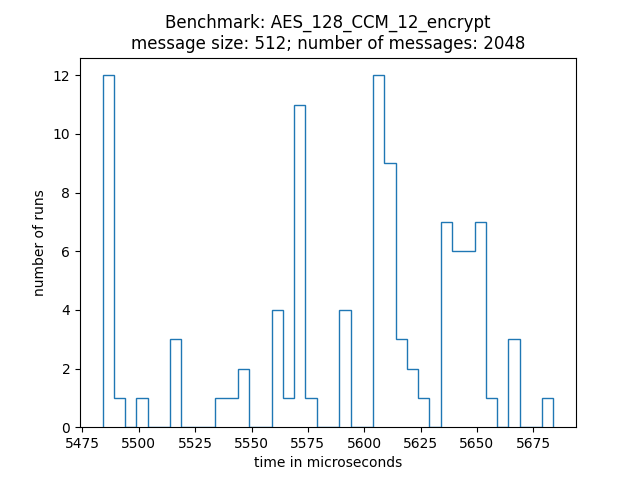 Benchmark: AES_128_CCM_12_encrypt
message size: 512; number of messages: 2048
12
10
8
6
4
2
0
number of runs
5475 5500 5525 5550 5575 5600 5625 5650 5675
time in microseconds